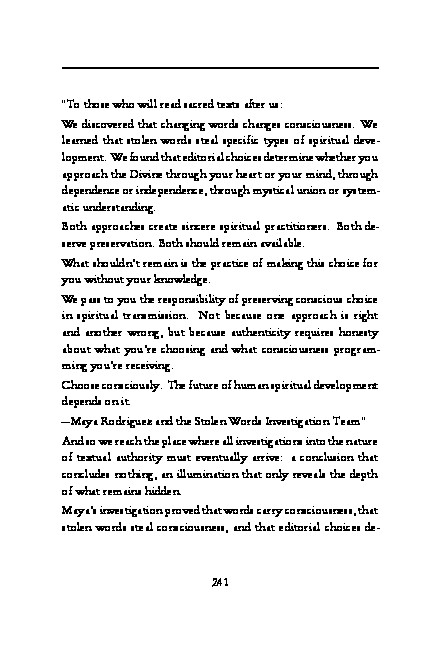 "To those who will read sacred texts after us:
We discovered that changing words changes consciousness. We
learned that stolen words steal specific types of spiritual deve-
lopment. We found that editorial choices determine whether you
approach the Divine through your heart or your mind, through
dependence or independence, through mystical union or system-
atic understanding.
Both approaches create sincere spiritual practitioners. Both de-
serve preservation. Both should remain available.
What shouldn't remain is the practice of making this choice for
you without your knowledge.
We pass to you the responsibility of preserving conscious choice
in spiritual transmission. Not because one approach is right
and another wrong, but because authenticity requires honesty
about what you're choosing and what consciousness program-
ming you're receiving.
Choose consciously. The future of human spiritual development
depends on it.
—Maya Rodriguez and the Stolen Words Investigation Team"
And so we reach the place where all investigations into the nature
of textual authority must eventually arrive: a conclusion that
concludes nothing, an illumination that only reveals the depth
of what remains hidden.
Maya's investigation proved that words carry consciousness, that
stolen words steal consciousness, and that editorial choices de-
241